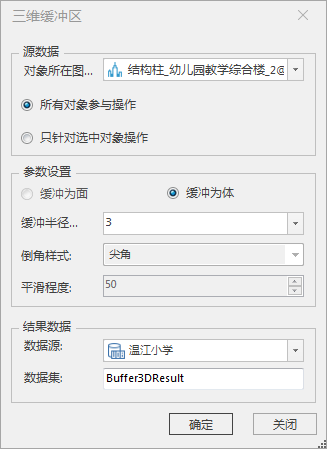 三维缓冲区
源数据
对象所在图... 结构柱_幼儿园教学综合楼_2@
所有对象参与操作
只针对选中对象操作
参数设置
缓冲为面 缓冲为体
缓冲半径... 3
倒角样式: 尖角
平滑程度: 50
结果数据
数据源: 温江小学
数据集: Buffer3DResult
确定 关闭